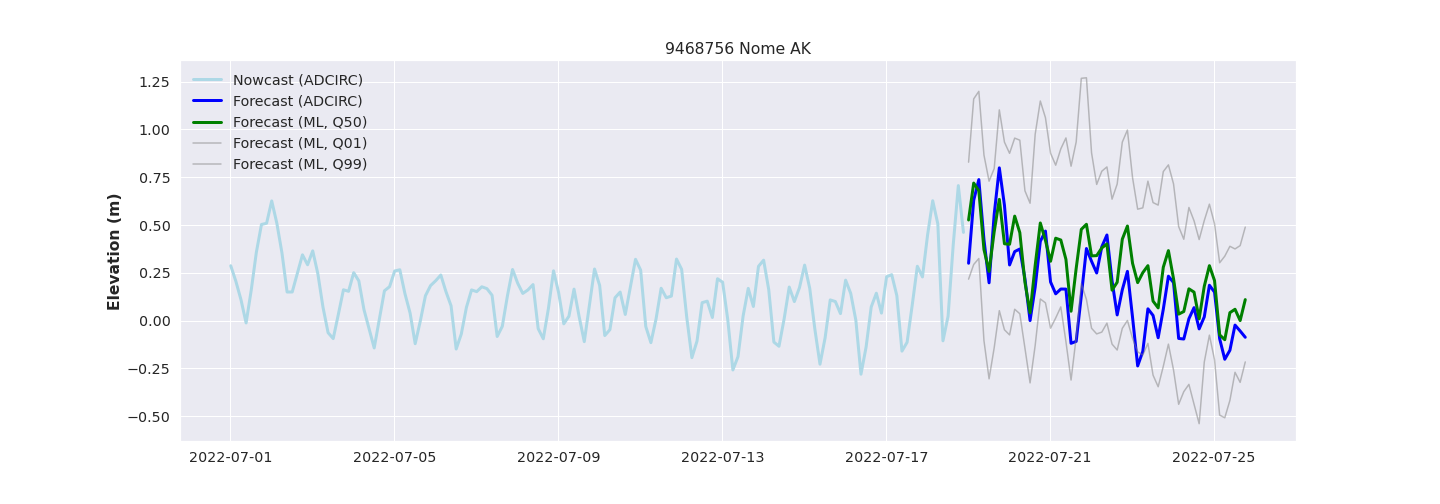 9468756 Nome AK
Nowcast (ADCIRC)
Forecast (ADCIRC)
Forecast (ML, Q50)
Forecast (ML, Q01)
Forecast (ML, Q99)
Elevation (m)
1.25
1.00
0.75
0.50
0.25
0.00
−0.25
−0.50
2022-07-01
2022-07-05
2022-07-09
2022-07-13
2022-07-17
2022-07-21
2022-07-25